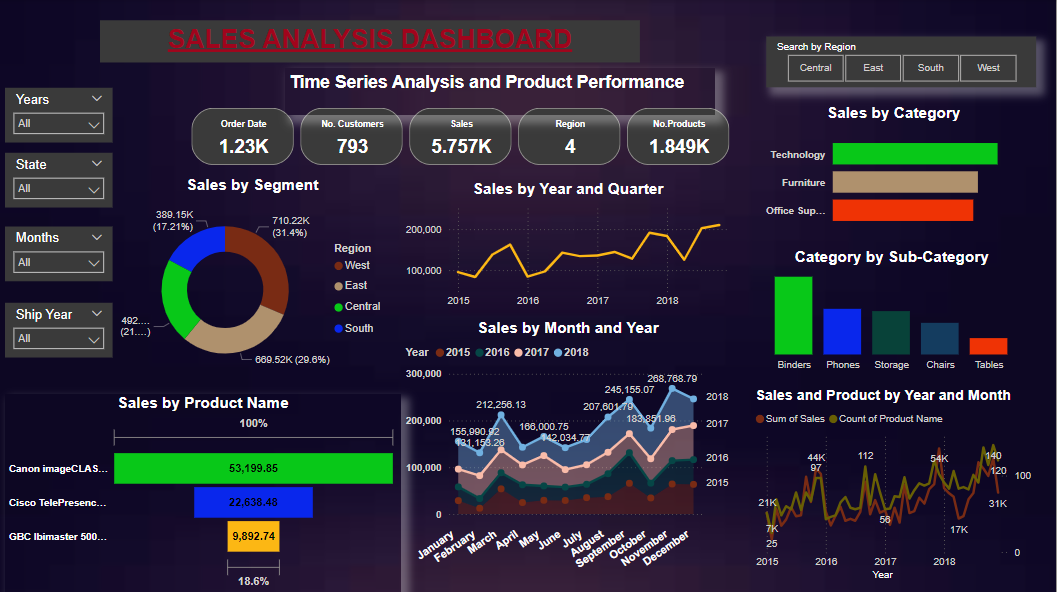 SALES ANALYSIS DASHBOARD
Time Series Analysis and Product Performance
Search by Region
Central East South West
Years
All
State
All
Months
All
Ship Year
All
Order Date
1.23K
No. Customers
793
Sales
5.757K
Region
4
No.Products
1.849K
Sales by Segment
389.15K
(17.21%)
710.22K
(31.4%)
492....
(21....)
669.52K (29.6%)
Region
West
East
Central
South
Sales by Year and Quarter
200,000
100,000
2015 2016 2017 2018
Sales by Category
Technology
Furniture
Office Sup...
Category by Sub-Category
Binders Phones Storage Chairs Tables
Sales by Product Name
100%
Canon imageCLAS... 53,199.85
Cisco TelePresenc... 22,638.48
GBC Ibimaster 500... 9,892.74
18.6%
Sales by Month and Year
Year 2015 2016 2017 2018
300,000
200,000
100,000
0
155,990.92
131,153.26
212,256.13
166,000.75
142,034.77
207,601.79
245,155.07
183,851.96
268,768.79
2018
2017
2016
2015
January February March April May June July August September October November December
Sales and Product by Year and Month
Sum of Sales Count of Product Name
21K
7K
25
44K
97
112
56
54K
17K
140
120
31K
100
0
2015 2016 2017 2018
Year